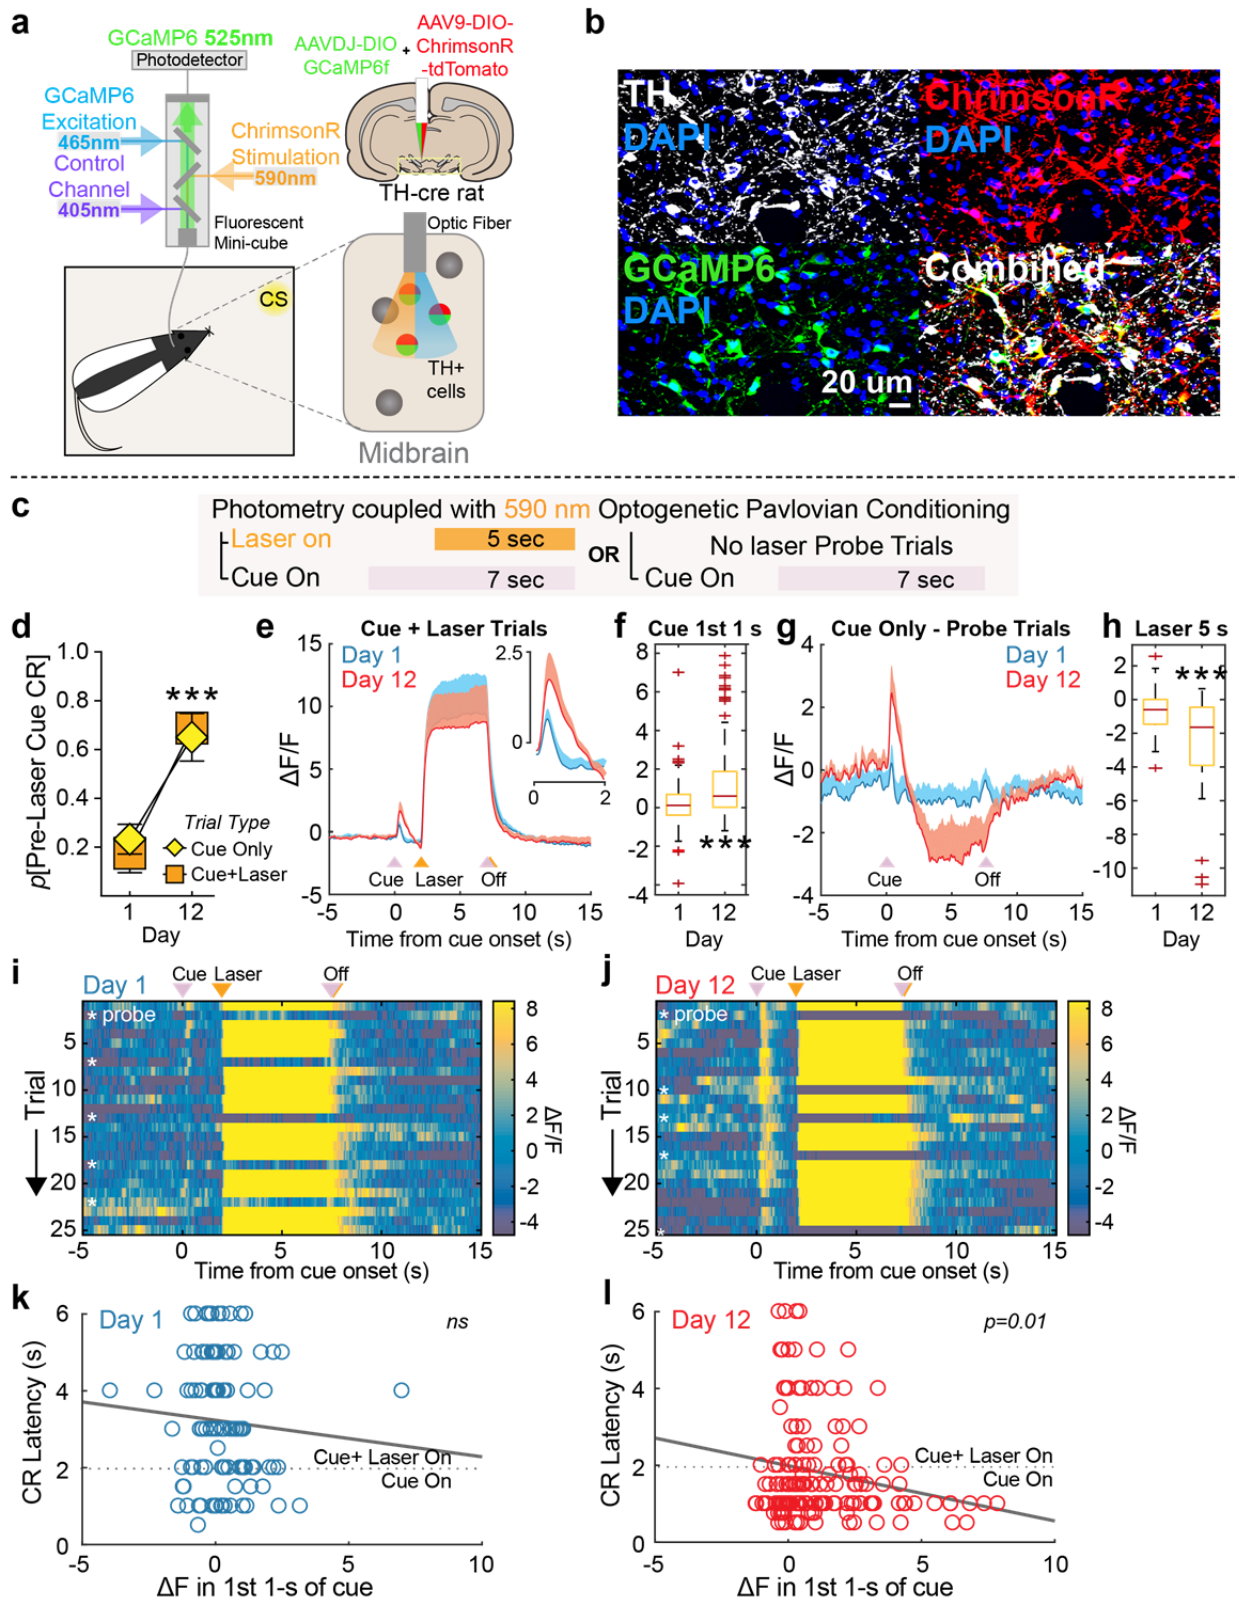 a
GCaMP6 525nm
Photodetector
GCaMP6
Excitation
465nm
Control
Channel
405nm
ChrimsonR
Stimulation
590nm
Fluorescent
Mini-cube
AAVDJ-DIO
GCaMP6f
+
AAV9-DIO-
ChrimsonR
-tdTomato
TH-cre rat
Optic Fiber
CS
TH+
cells
Midbrain
b
TH
DAPI
ChrimsonR
DAPI
GCaMP6
DAPI
20 um
Combined
c
Photometry coupled with 590 nm Optogenetic Pavlovian Conditioning
Laser on
5 sec
Cue On
7 sec
OR
No laser Probe Trials
Cue On
7 sec
d
p[Pre-Laser Cue CR]
1.0
0.8
0.6
0.4
0.2
***
Trial Type
Cue Only
Cue+Laser
1 12
Day
e
Cue + Laser Trials
Day 1
Day 12
ΔF/F
15
10
5
0
-5
2.5
0
0 2
Cue Laser Off
-5 0 5 10 15
Time from cue onset (s)
f
Cue 1st 1 s
8
6
4
2
0
-2
-4
***
1 12
Day
g
Cue Only - Probe Trials
Day 1
Day 12
ΔF/F
4
2
0
-2
-4
Cue Off
-5 0 5 10 15
Time from cue onset (s)
h
Laser 5 s
2
0
-2
-4
-6
-8
-10
***
1 12
Day
i
Day 1
Cue Laser Off
* probe
*
*
*
*
Trial
5
10
15
20
25
-5 0 5 10 15
Time from cue onset (s)
8
6
4
2
0
-2
-4
ΔF/F
j
Day 12
Cue Laser Off
* probe
*
*
*
*
Trial
5
10
15
20
25
-5 0 5 10 15
Time from cue onset (s)
8
6
4
2
0
-2
-4
ΔF/F
k
Day 1
ns
CR Latency (s)
6
4
2
0
Cue+ Laser On
Cue On
-5 0 5 10
ΔF in 1st 1-s of cue
l
Day 12
p=0.01
CR Latency (s)
6
4
2
0
Cue+ Laser On
Cue On
-5 0 5 10
ΔF in 1st 1-s of cue